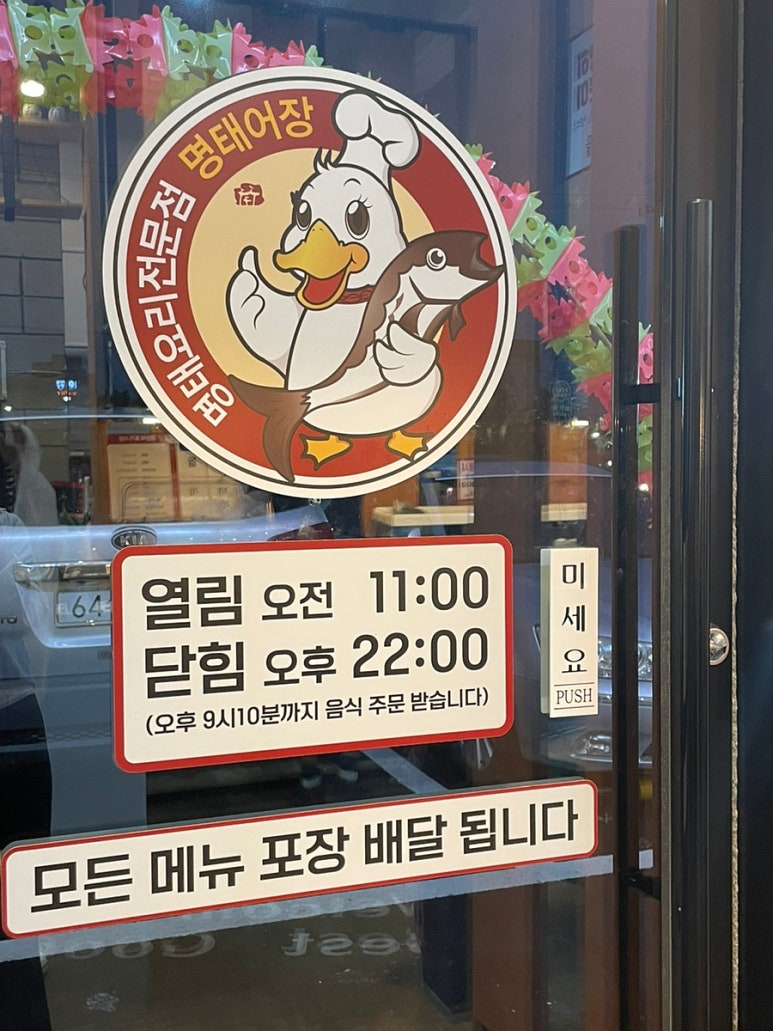 명태요리전문점 명태어장
열림 오전 11:00
닫힘 오후 22:00
(오후 9시10분까지 음식 주문 받습니다)
미세요
PUSH
모든 메뉴 포장 배달 됩니다
KIA
64